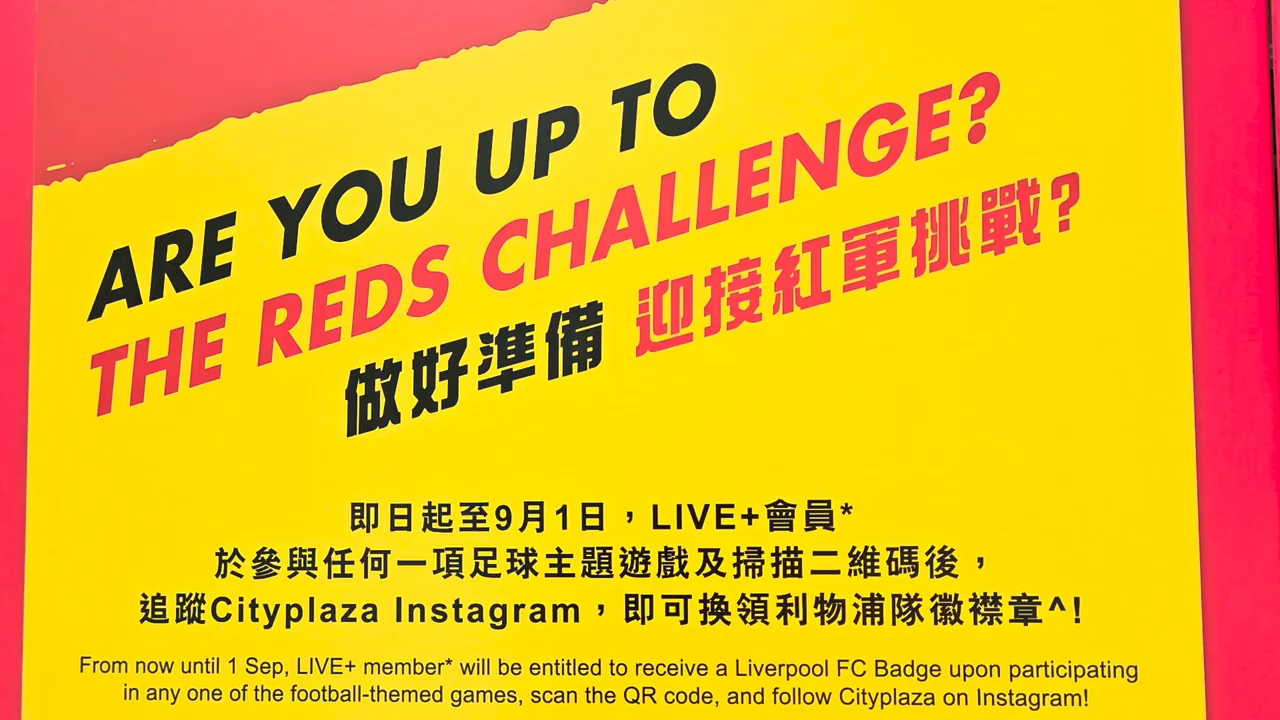 ARE YOU UP TO
THE REDS CHALLENGE?
做好準備 迎接紅軍挑戰?
即日起至9月1日，LIVE+會員*
於參與任何一項足球主題遊戲及掃描二維碼後，
追蹤Cityplaza Instagram，即可換領利物浦隊徽襟章^!
From now until 1 Sep, LIVE+ member* will be entitled to receive a Liverpool FC Badge upon participating
in any one of the football-themed games, scan the QR code, and follow Cityplaza on Instagram!